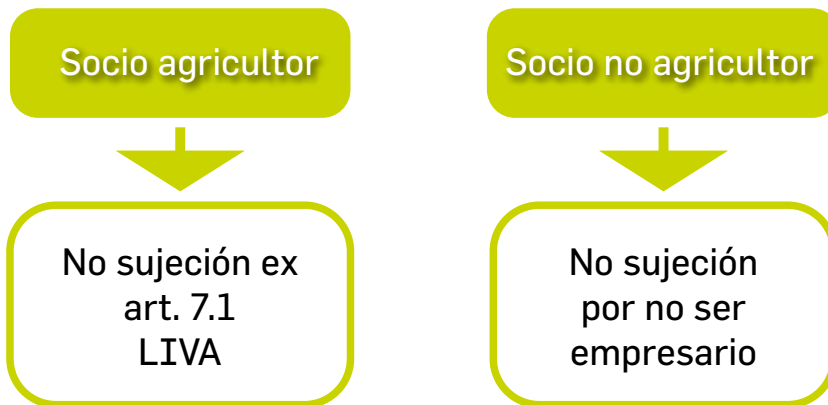 Socio agricultor
Socio no agricultor
No sujeción ex
art. 7.1
LIVA
No sujeción
por no ser
empresario